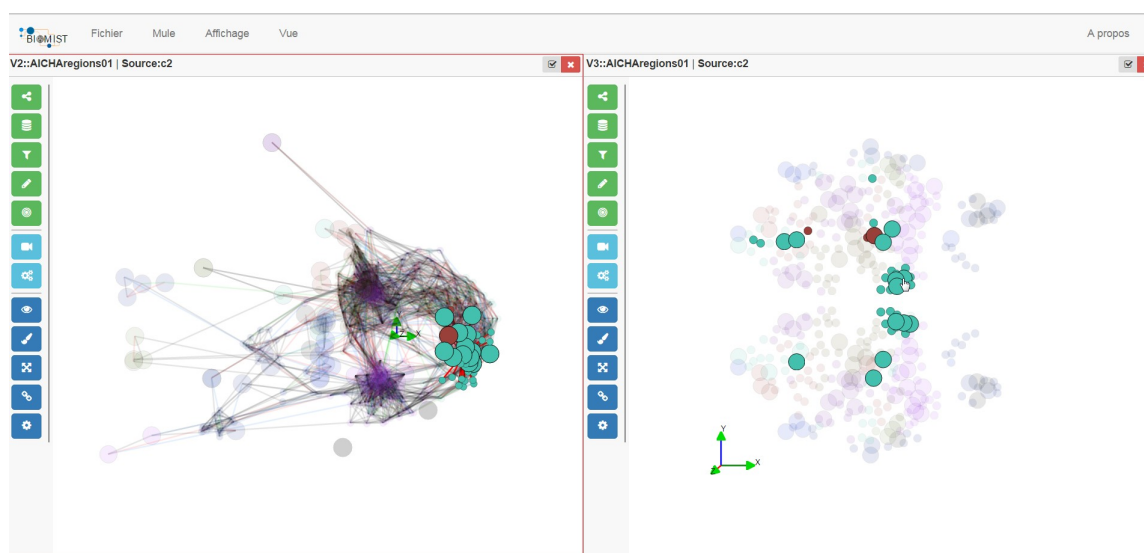 BIOMIST Fichier Mule Affichage Vue A propos
V2::AICHAregions01 | Source:c2
V3::AICHAregions01 | Source:c2
Z X
Y
X
Z